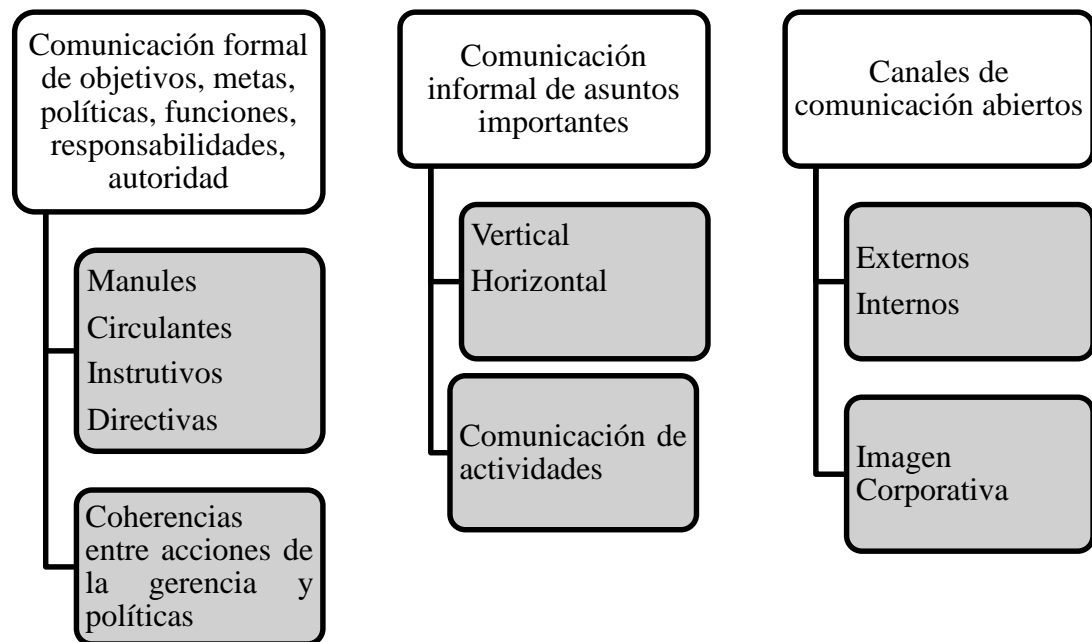 Comunicación formal
de objetivos, metas,
políticas, funciones,
responsabilidades,
autoridad
Manules
Circulantes
Instrutivos
Directivas
Coherencias
entre acciones de
la gerencia y
políticas
Comunicación
informal de asuntos
importantes
Vertical
Horizontal
Comunicación de
actividades
Canales de
comunicación abiertos
Externos
Internos
Imagen
Corporativa